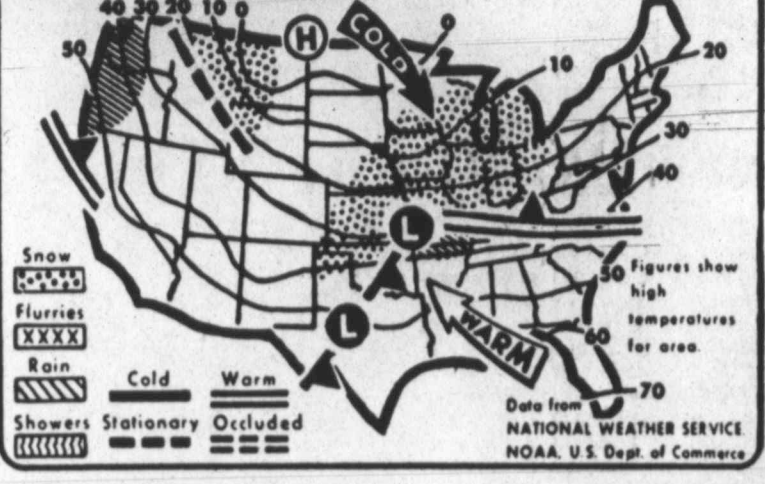 40 30 20 10 0
50
H
COLD
0
10
20
30
40
L
L
WARM
50
60
70
Snow
Flurries
XXXX
Rain
Showers
Cold
Warm
Stationary
Occluded
Figures show
high
temperatures
for area.
Data from
NATIONAL WEATHER SERVICE,
NOAA, U.S. Dept. of Commerce